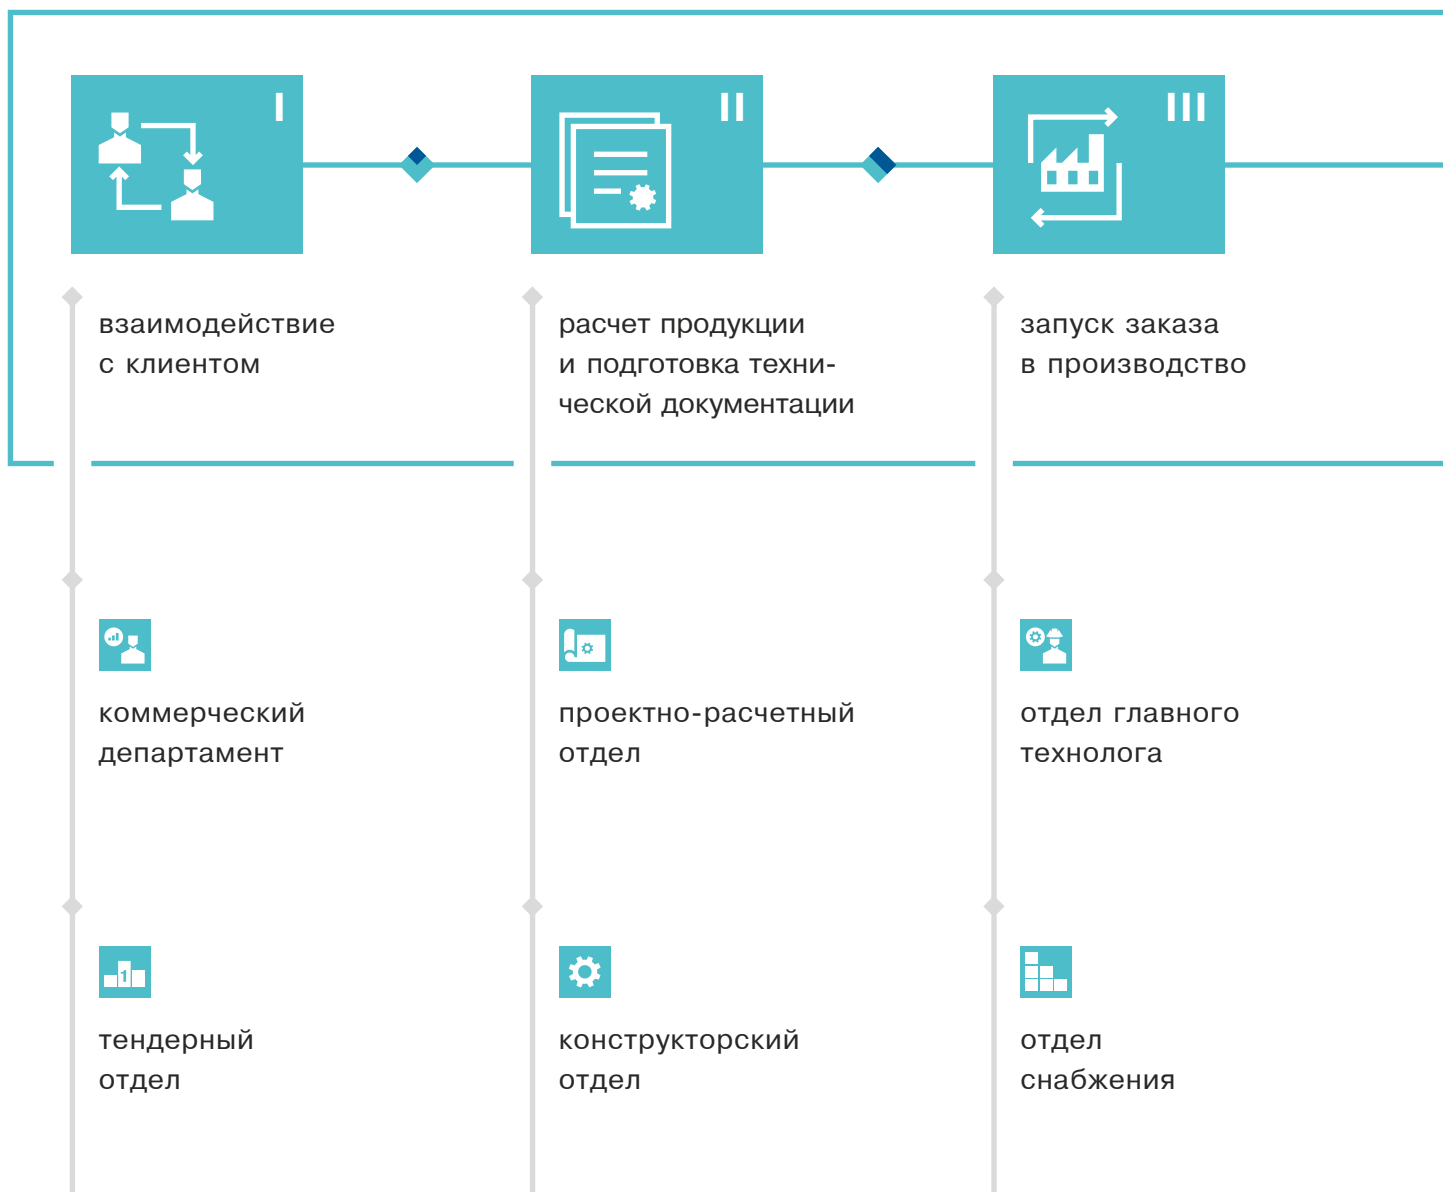 I
II
III
взаимодействие
с клиентом
расчет продукции
и подготовка техни-
ческой документации
запуск заказа
в производство
коммерческий
департамент
проектно-расчетный
отдел
отдел главного
технолога
1
тендерный
отдел
конструкторский
отдел
отдел
снабжения